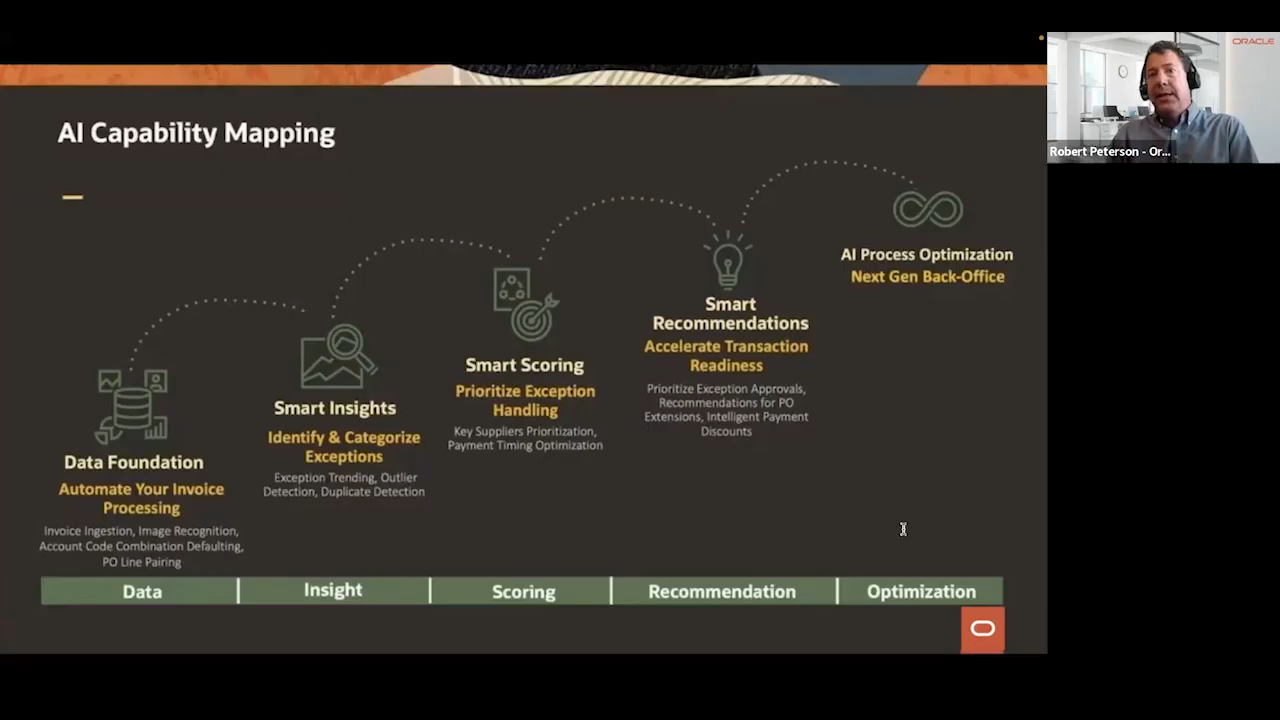 AI Capability Mapping
ORACLE
Robert Peterson - Or...
AI Process Optimization
Next Gen Back-Office
Smart
Recommendations
Accelerate Transaction
Readiness
Prioritize Exception Approvals,
Recommendations for PO
Extensions, Intelligent Payment
Discounts
Smart Scoring
Prioritize Exception
Handling
Key Suppliers Prioritization,
Payment Timing Optimization
Smart Insights
Identify & Categorize
Exceptions
Exception Trending, Outlier
Detection, Duplicate Detection
Data Foundation
Automate Your Invoice
Processing
Invoice Ingestion, Image Recognition,
Account Code Combination Defaulting,
PO Line Pairing
Data
Insight
Scoring
Recommendation
Optimization